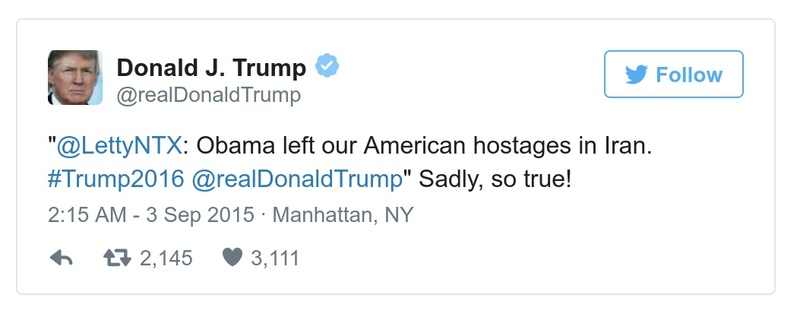 Donald J. Trump
@realDonaldTrump
Follow
"@LettyNTX: Obama left our American hostages in Iran.
#Trump2016 @realDonaldTrump" Sadly, so true!
2:15 AM - 3 Sep 2015 · Manhattan, NY
2,145 3,111